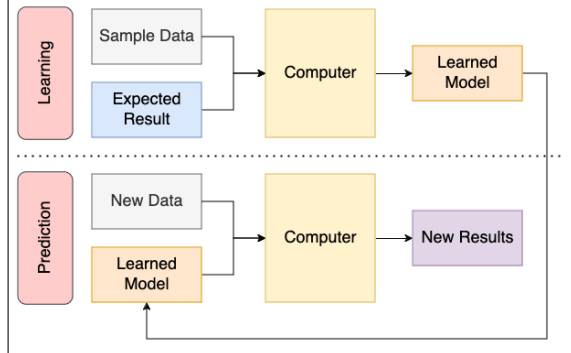 Learning
Sample Data
Expected
Result
Computer
Learned
Model
Prediction
New Data
Learned
Model
Computer
New Results